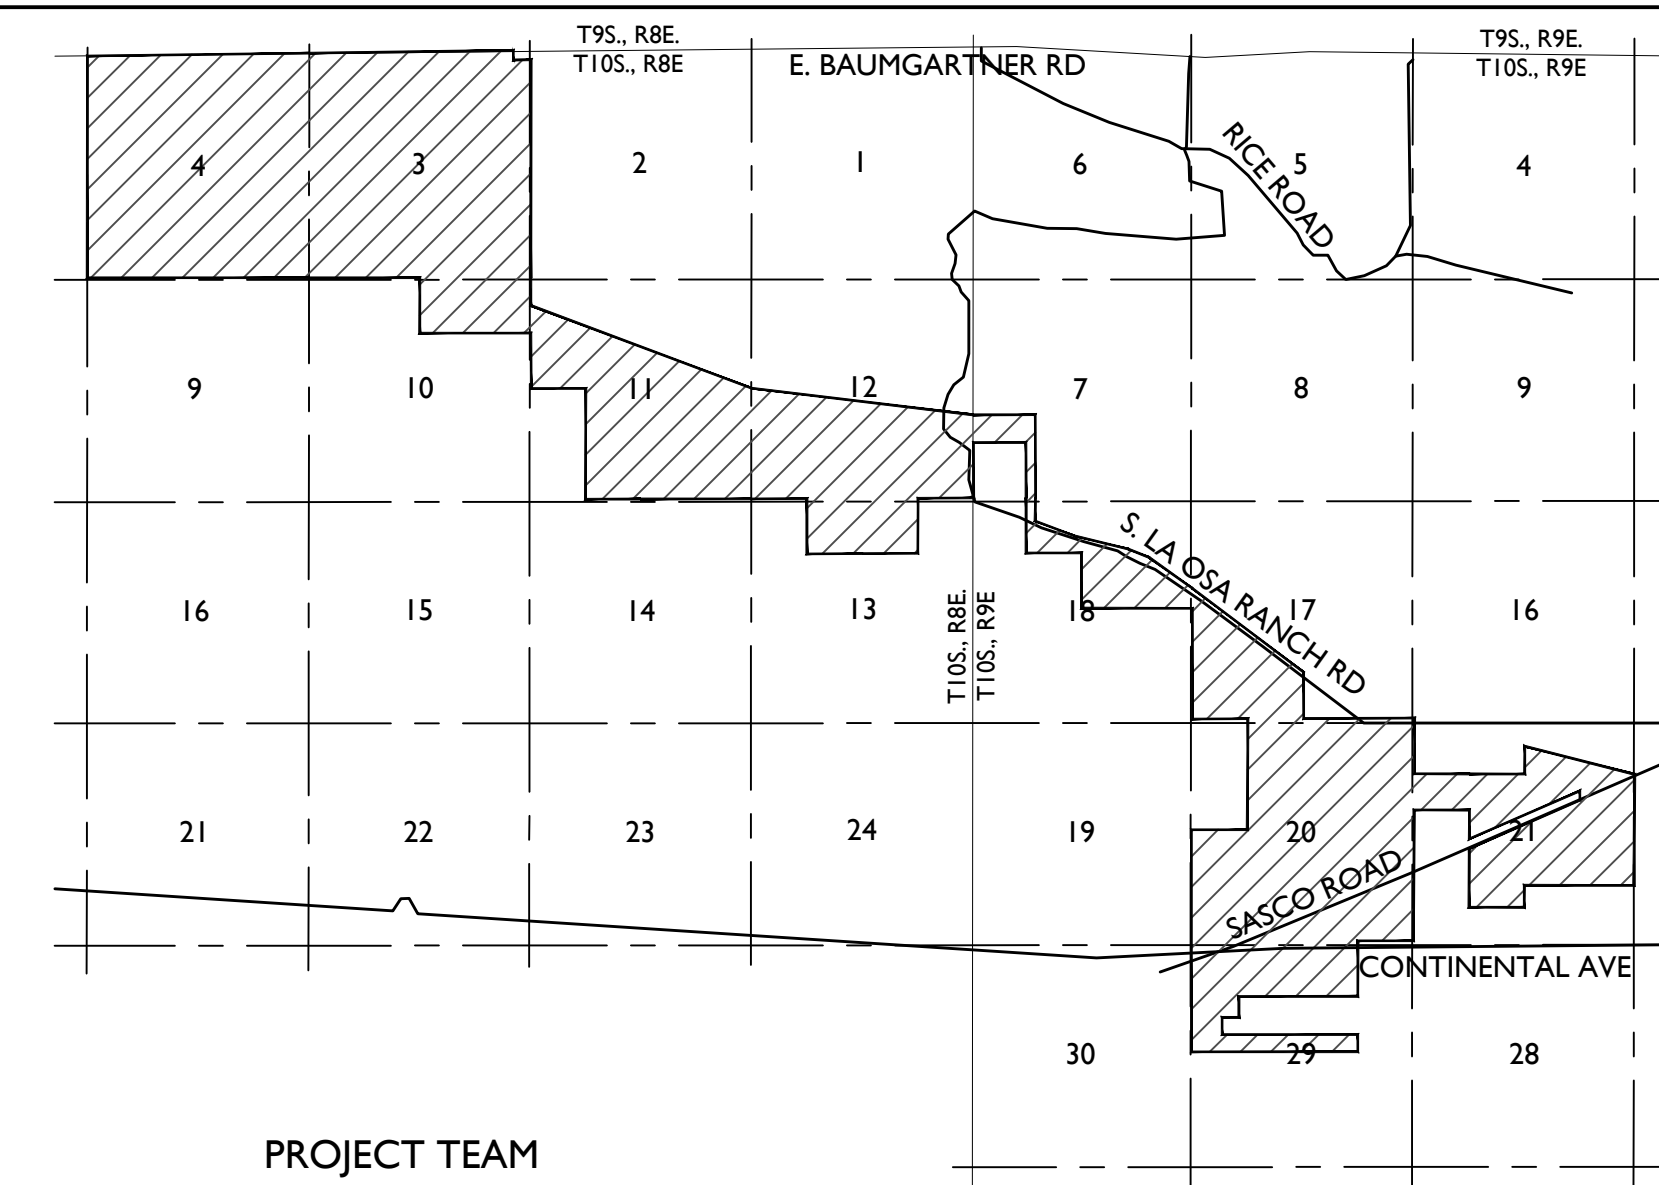 T9S., R8E.
T10S., R8E
E. BAUMGARTNER RD
T9S., R9E.
T10S., R9E
4
3
2
1
6
5
4
RICE ROAD
9
10
11
12
7
8
9
S. LA OSA RANCH RD
16
15
14
13
T10S., R8E.
T10S., R9E
18
17
16
21
22
23
24
19
20
21
SASCO ROAD
CONTINENTAL AVE
30
29
28
PROJECT TEAM